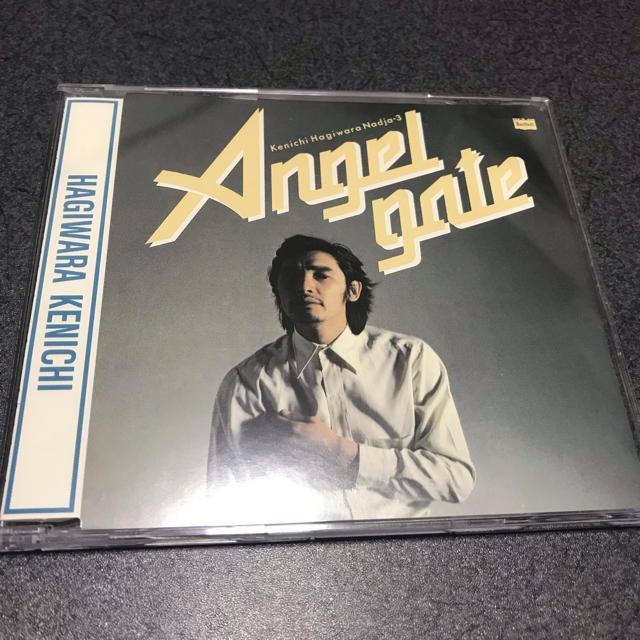 HAGIWARA KENICHI
Kenichi Hagiwara Nadja-3
Angel
gate